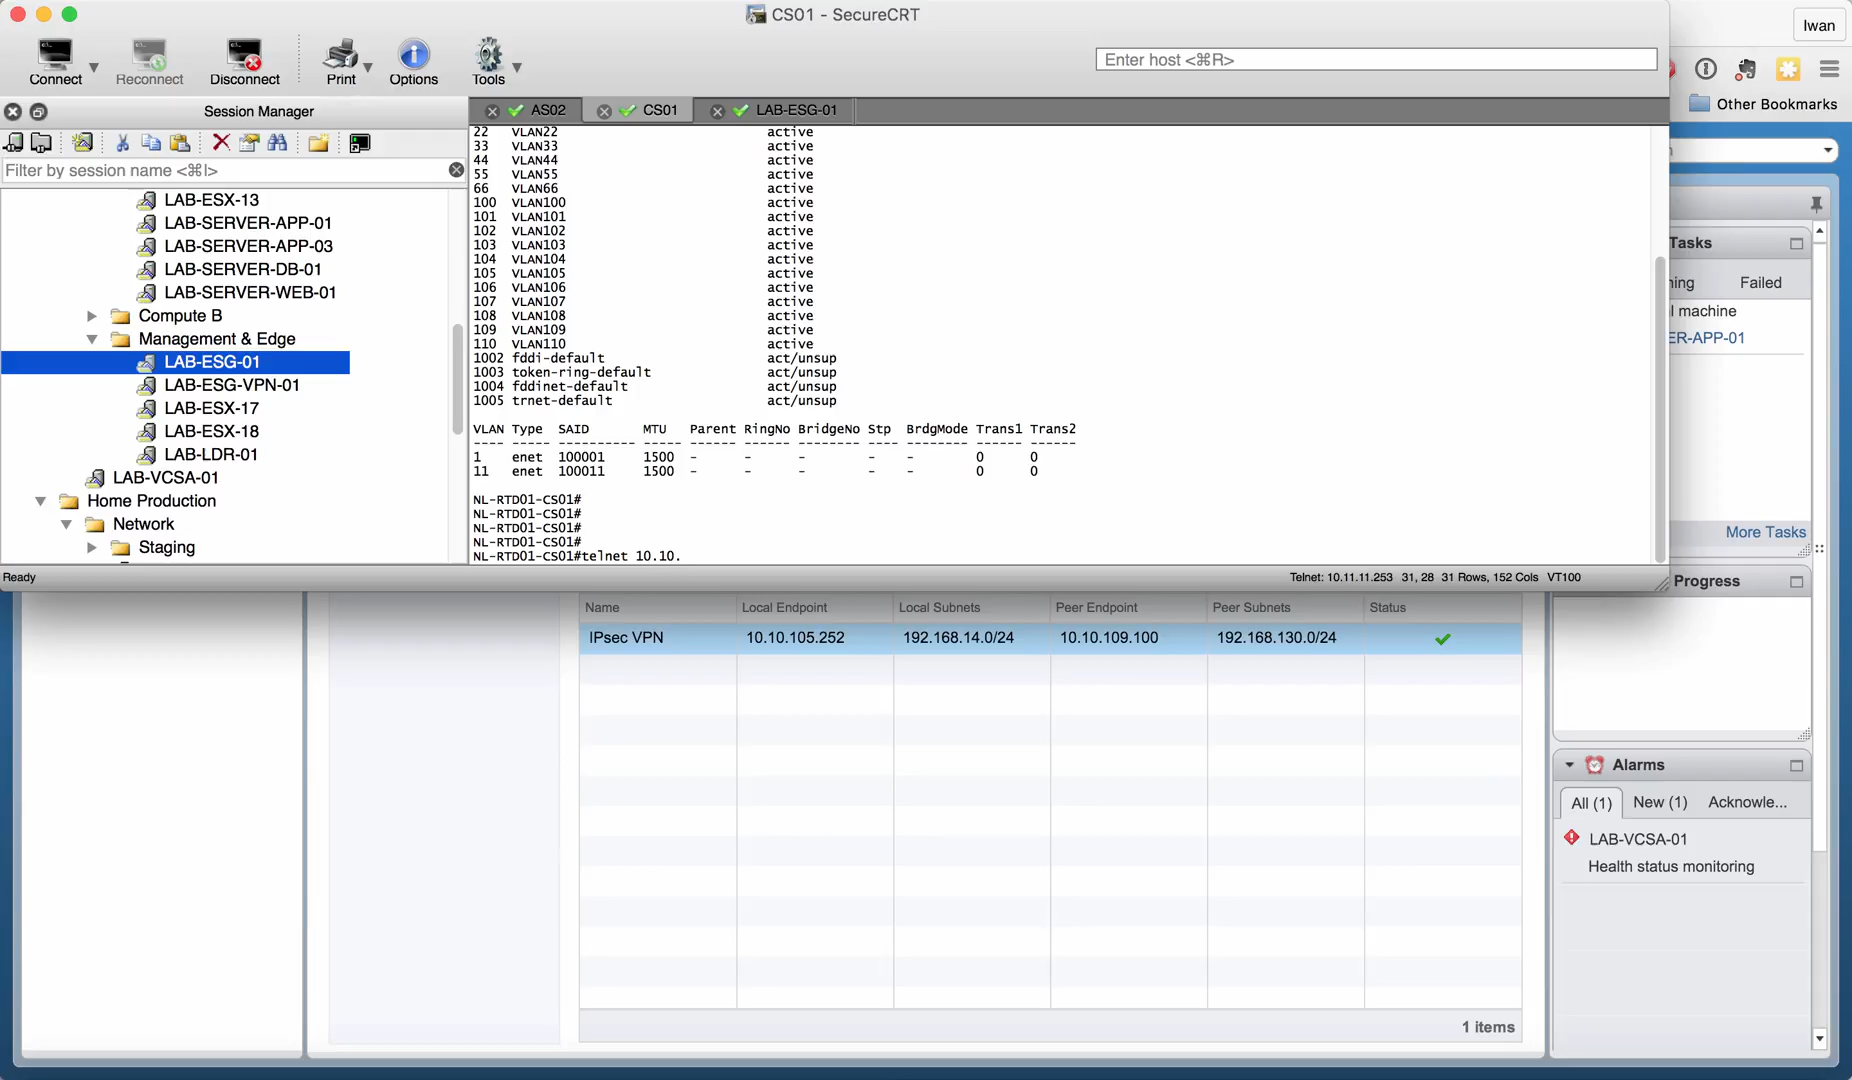 CS01 - SecureCRT
Iwan
Connect
Reconnect
Disconnect
Print
Options
Tools
Enter host <⌘R>
Other Bookmarks
Session Manager
AS02
CS01
LAB-ESG-01
Filter by session name <⌘I>
LAB-ESX-13
LAB-SERVER-APP-01
LAB-SERVER-APP-03
LAB-SERVER-DB-01
LAB-SERVER-WEB-01
Compute B
Management & Edge
LAB-ESG-01
LAB-ESG-VPN-01
LAB-ESX-17
LAB-ESX-18
LAB-LDR-01
LAB-VCSA-01
Home Production
Network
Staging
22 VLAN22 active
33 VLAN33 active
44 VLAN44 active
55 VLAN55 active
66 VLAN66 active
100 VLAN100 active
101 VLAN101 active
102 VLAN102 active
103 VLAN103 active
104 VLAN104 active
105 VLAN105 active
106 VLAN106 active
107 VLAN107 active
108 VLAN108 active
109 VLAN109 active
110 VLAN110 active
1002 fddi-default act/unsup
1003 token-ring-default act/unsup
1004 fddinet-default act/unsup
1005 trnet-default act/unsup
VLAN Type SAID MTU Parent RingNo BridgeNo Stp BrdgMode Trans1 Trans2
---- ----- ---------- ----- ------ ------ -------- ---- -------- ------ ------
1 enet 100001 1500 - - - - - 0 0
11 enet 100011 1500 - - - - - 0 0
NL-RTD01-CS01#
NL-RTD01-CS01#
NL-RTD01-CS01#
NL-RTD01-CS01#
NL-RTD01-CS01#telnet 10.10.
Ready
Telnet: 10.11.11.253 31, 28 31 Rows, 152 Cols VT100
Tasks
ning Failed
l machine
ER-APP-01
More Tasks
Progress
Name Local Endpoint Local Subnets Peer Endpoint Peer Subnets Status
IPsec VPN 10.10.105.252 192.168.14.0/24 10.10.109.100 192.168.130.0/24
1 items
Alarms
All (1) New (1) Acknowle...
LAB-VCSA-01
Health status monitoring